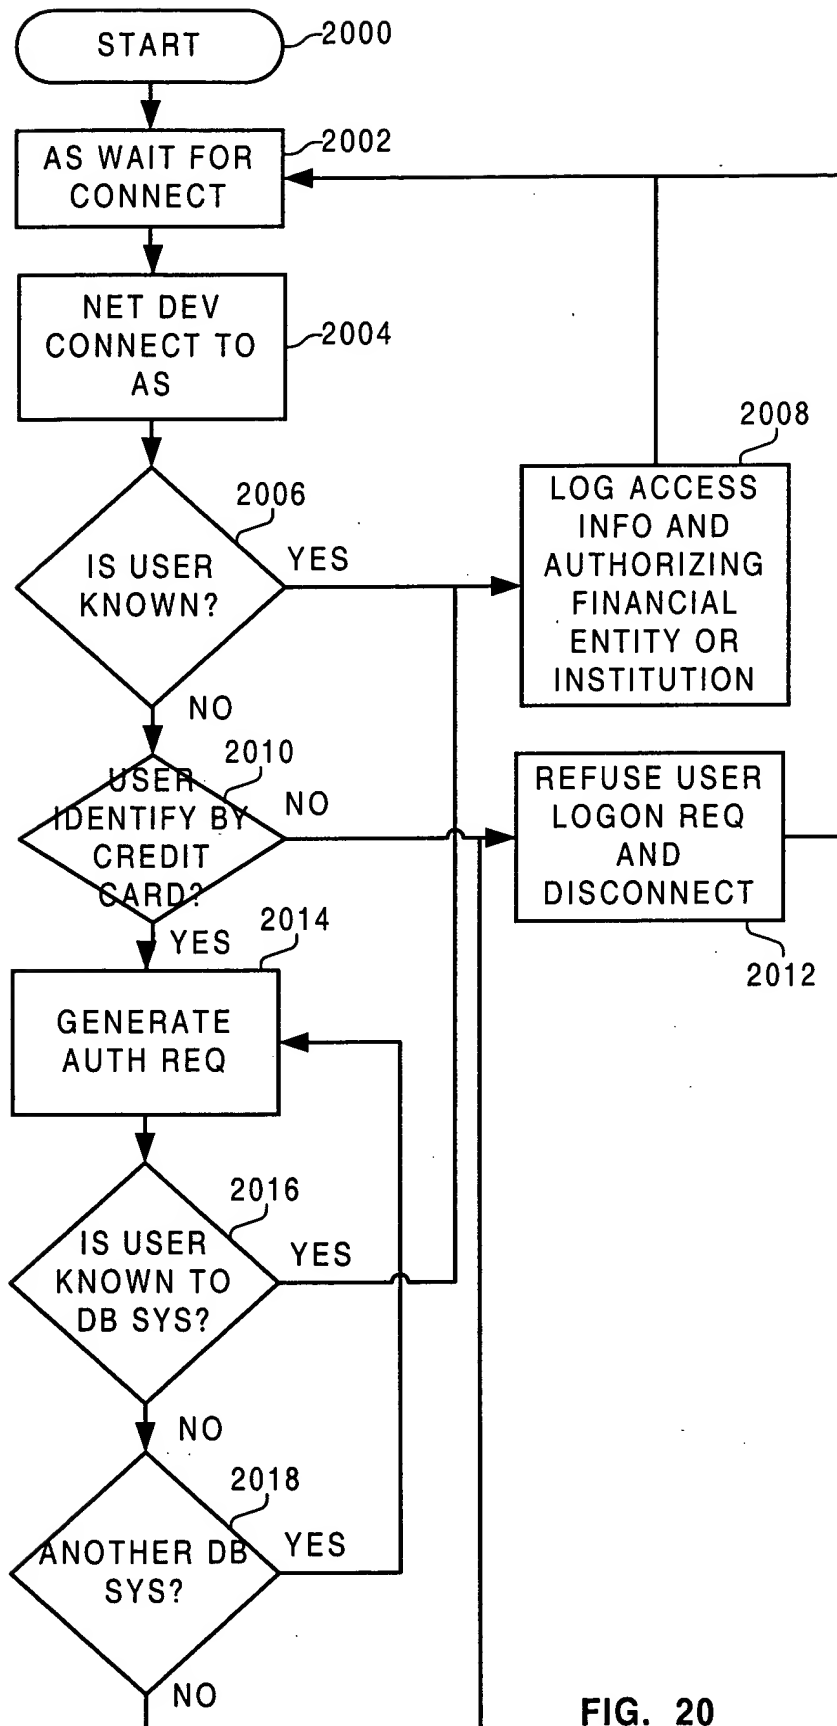 START
2000
AS WAIT FOR
CONNECT
2002
NET DEV
CONNECT TO
AS
2004
IS USER
KNOWN?
2006
YES
NO
LOG ACCESS
INFO AND
AUTHORIZING
FINANCIAL
ENTITY OR
INSTITUTION
2008
USER
IDENTIFY BY
CREDIT
CARD?
2010
NO
YES
REFUSE USER
LOGON REQ
AND
DISCONNECT
2012
GENERATE
AUTH REQ
2014
IS USER
KNOWN TO
DB SYS?
2016
YES
NO
ANOTHER DB
SYS?
2018
YES
NO
FIG. 20